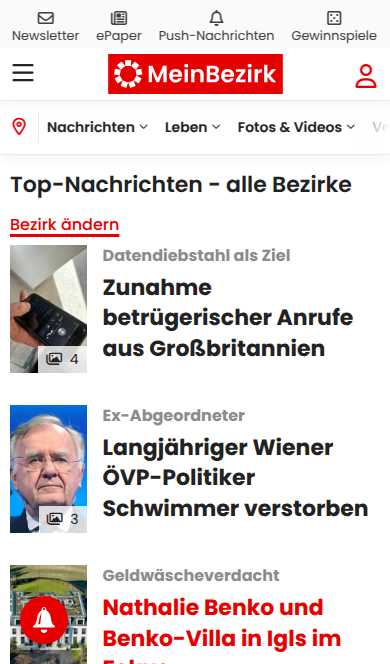 Newsletter ePaper Push-Nachrichten Gewinnspiele
MeinBezirk
Nachrichten Leben Fotos & Videos
Top-Nachrichten - alle Bezirke
Bezirk ändern
Datendiebstahl als Ziel
Zunahme
betrügerischer Anrufe
aus Großbritannien
4
Ex-Abgeordneter
Langjähriger Wiener
ÖVP-Politiker
Schwimmer verstorben
3
Geldwäscheverdacht
Nathalie Benko und
Benko-Villa in Igls im